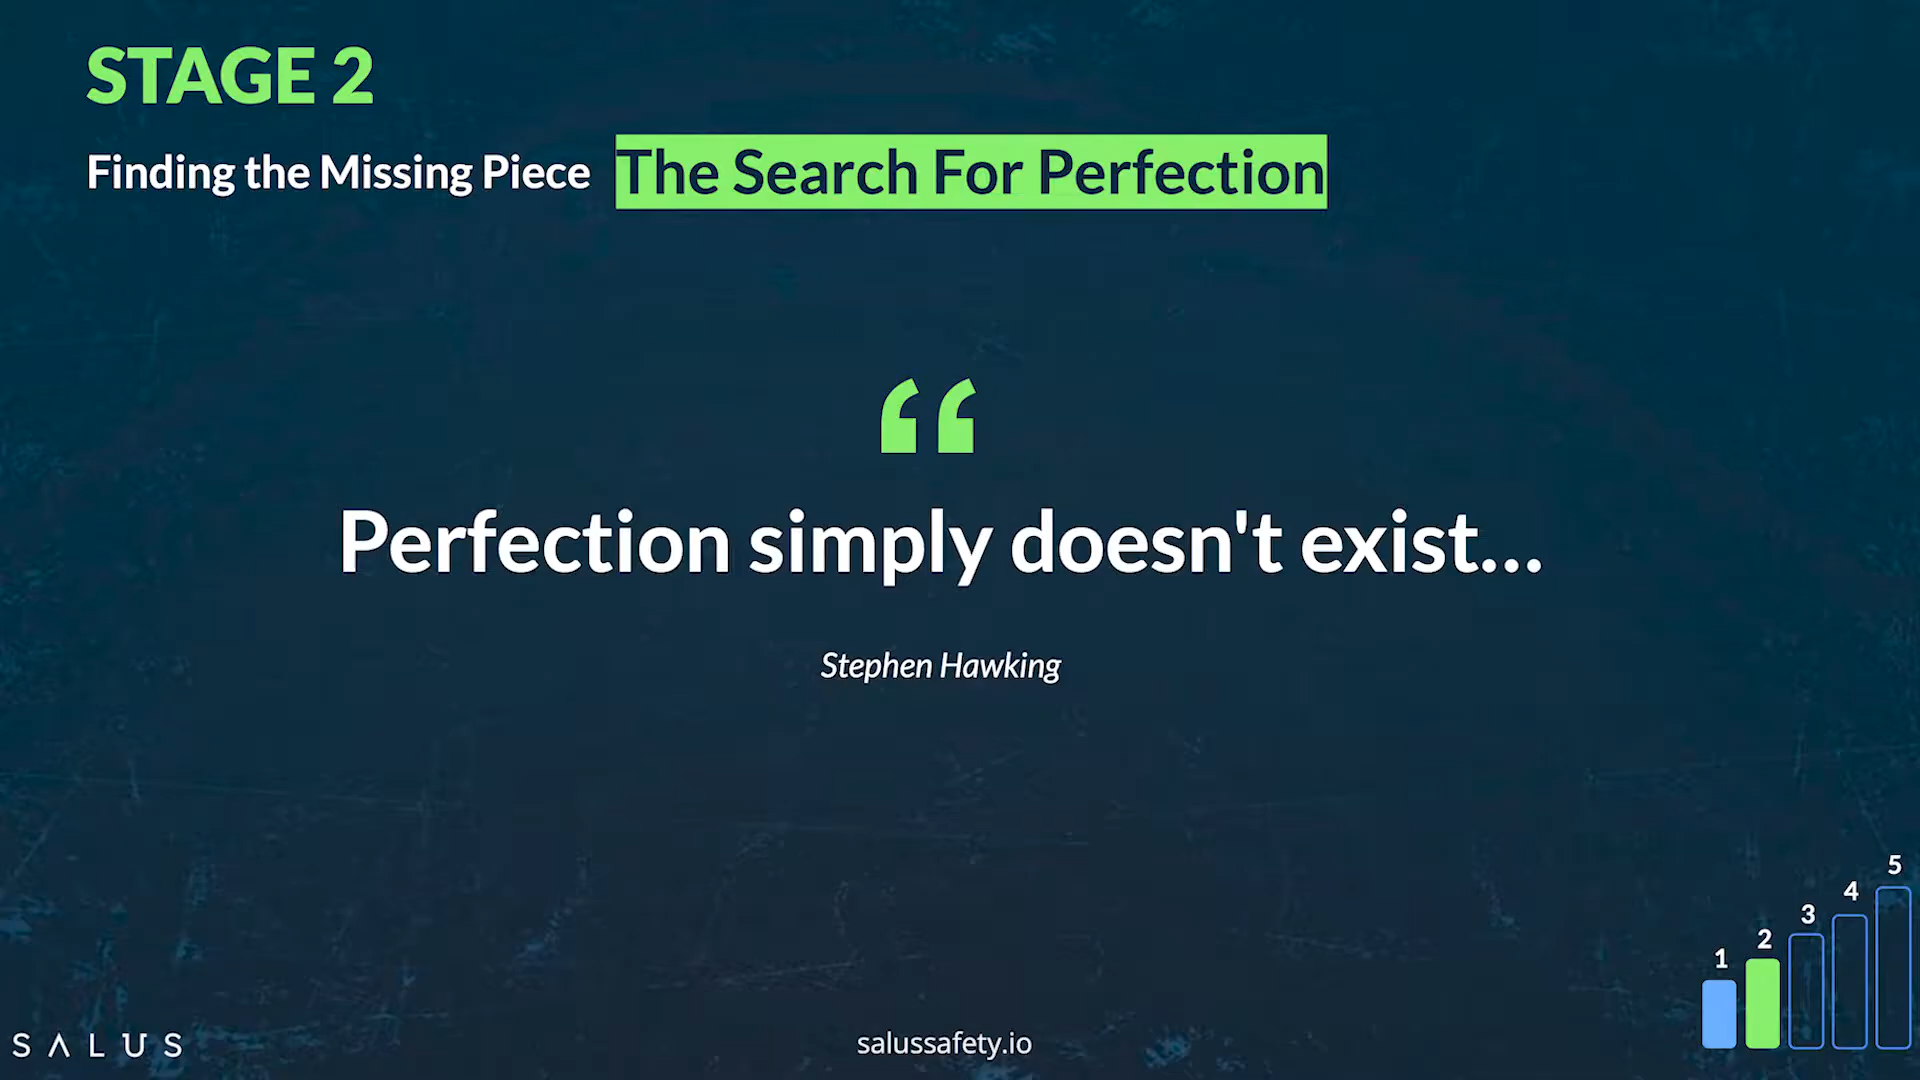 STAGE 2
Finding the Missing Piece The Search For Perfection
“
Perfection simply doesn't exist...
Stephen Hawking
1 2 3 4 5
SALUS
salussafety.io